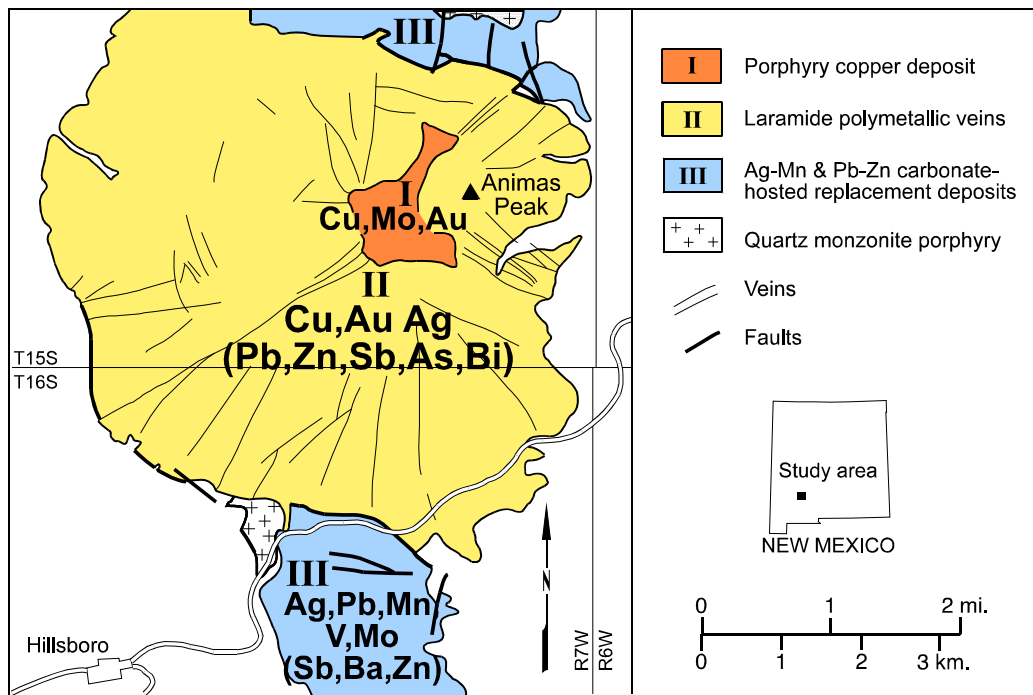 III
I
Cu,Mo,Au
Animas
Peak
II
Cu,Au Ag
(Pb,Zn,Sb,As,Bi)
T15S
T16S
III
Ag,Pb,Mn,
V,Mo
(Sb,Ba,Zn)
Hillsboro
N
R7W
R6W
I Porphyry copper deposit
II Laramide polymetallic veins
III Ag-Mn & Pb-Zn carbonate-
hosted replacement deposits
Quartz monzonite porphyry
Veins
Faults
Study area
NEW MEXICO
0 1 2 mi.
0 1 2 3 km.